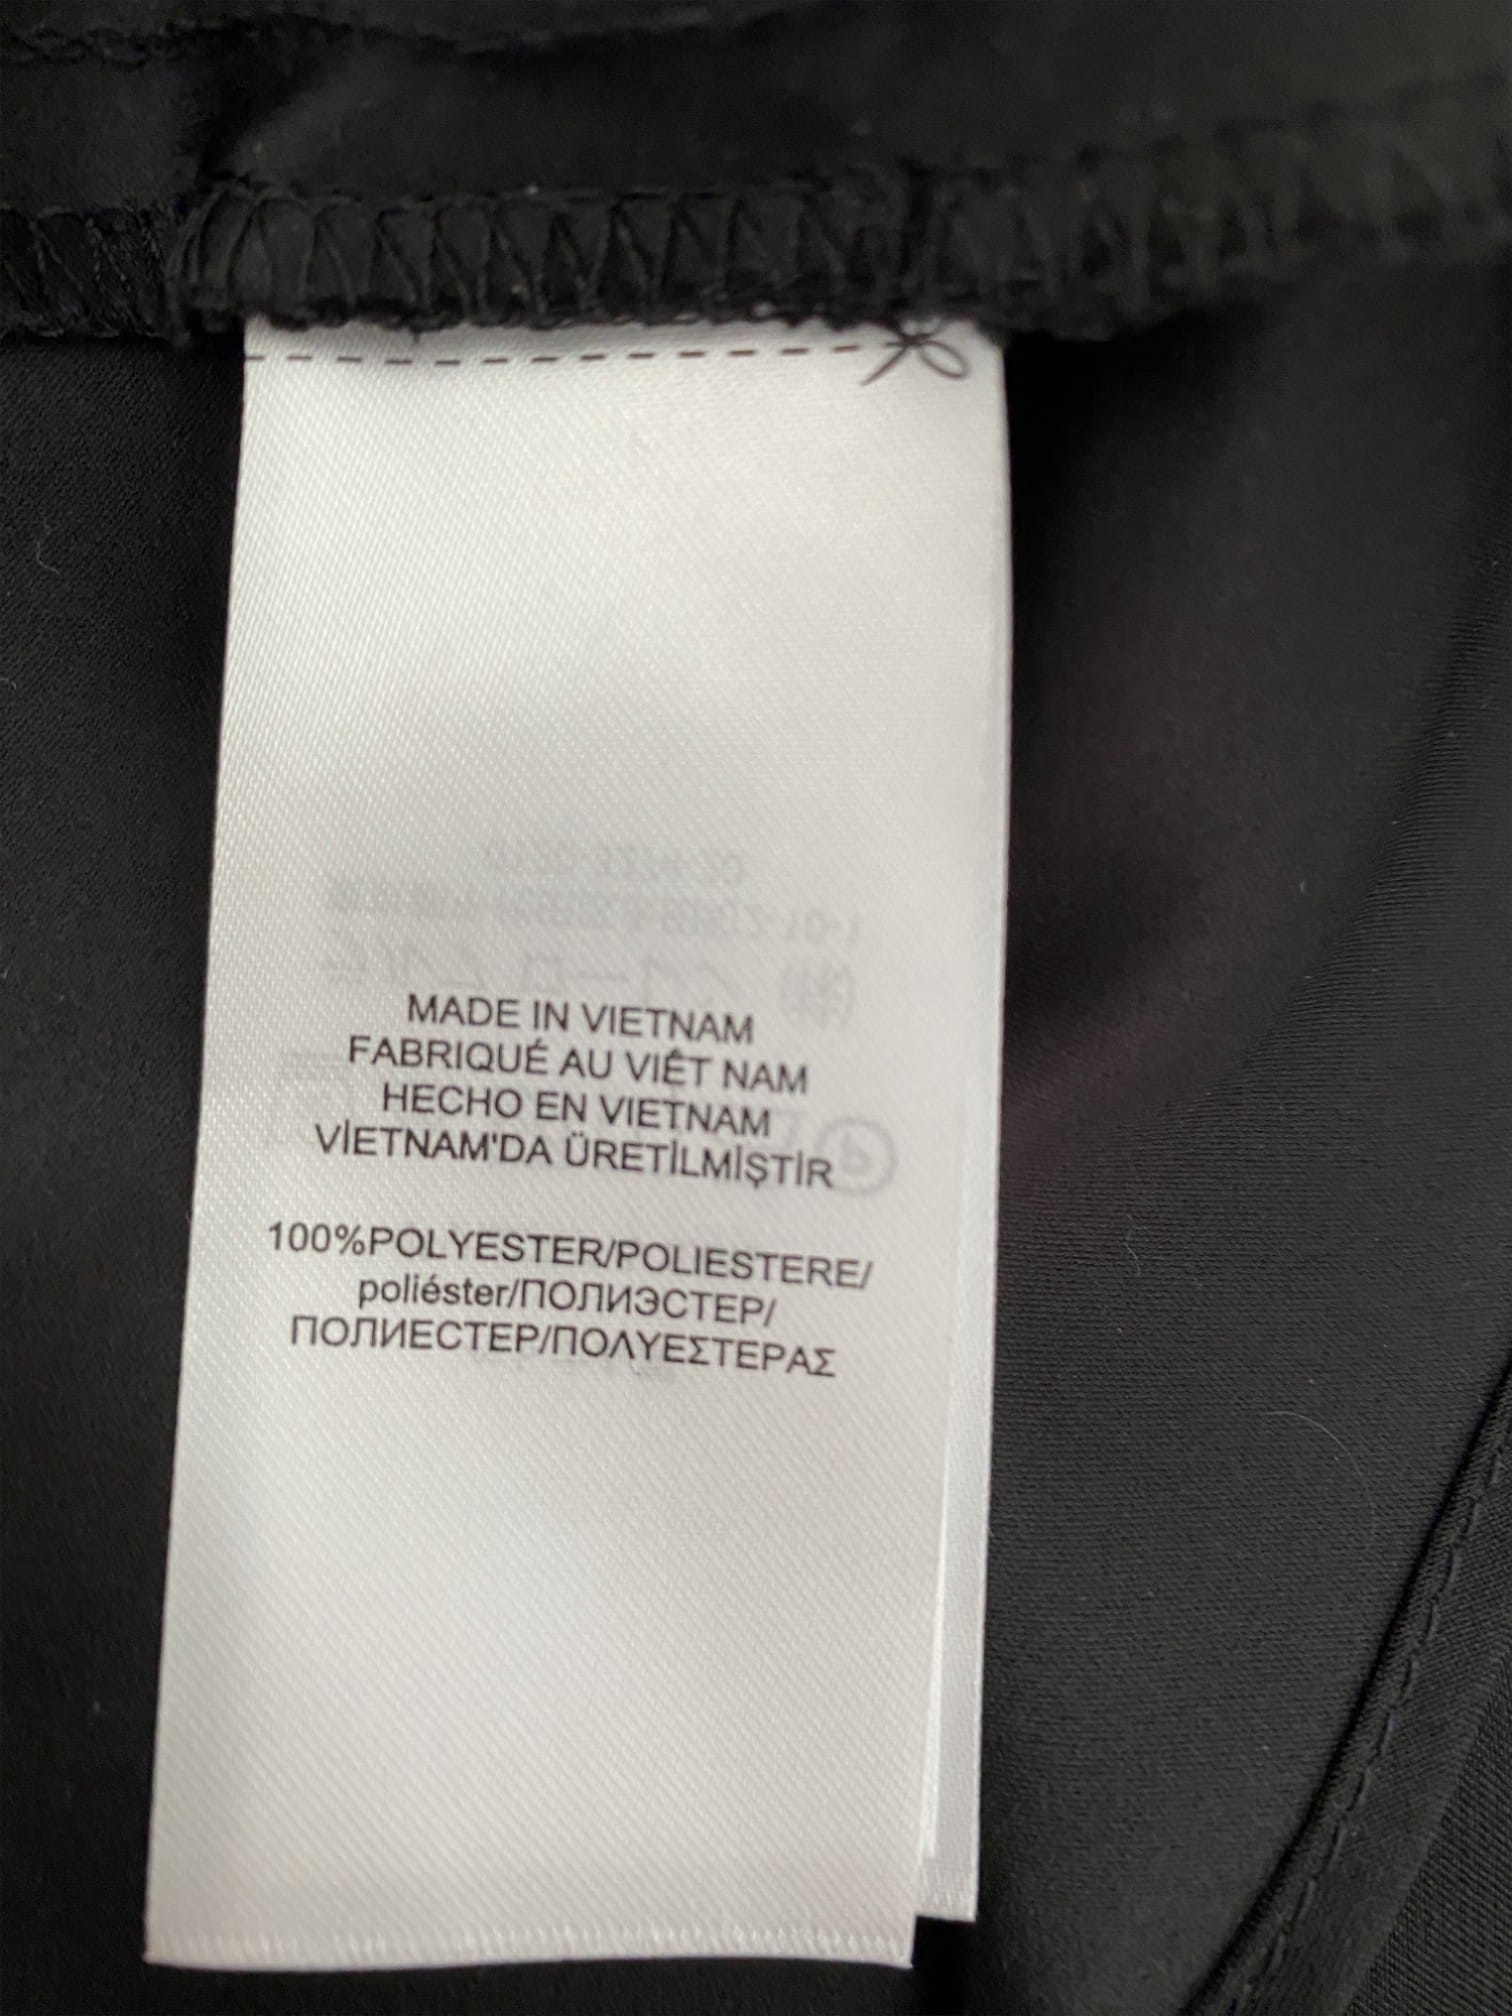 MADE IN VIETNAM
FABRIQUÉ AU VIÊT NAM
HECHO EN VIETNAM
VİETNAM'DA ÜRETİLMİŞTİR
100%POLYESTER/POLIESTERE/
poliéster/ПОЛИЭСТЕР/
ПОЛИЕСТЕР/ΠΟΛΥΕΣΤΕΡΑΣ